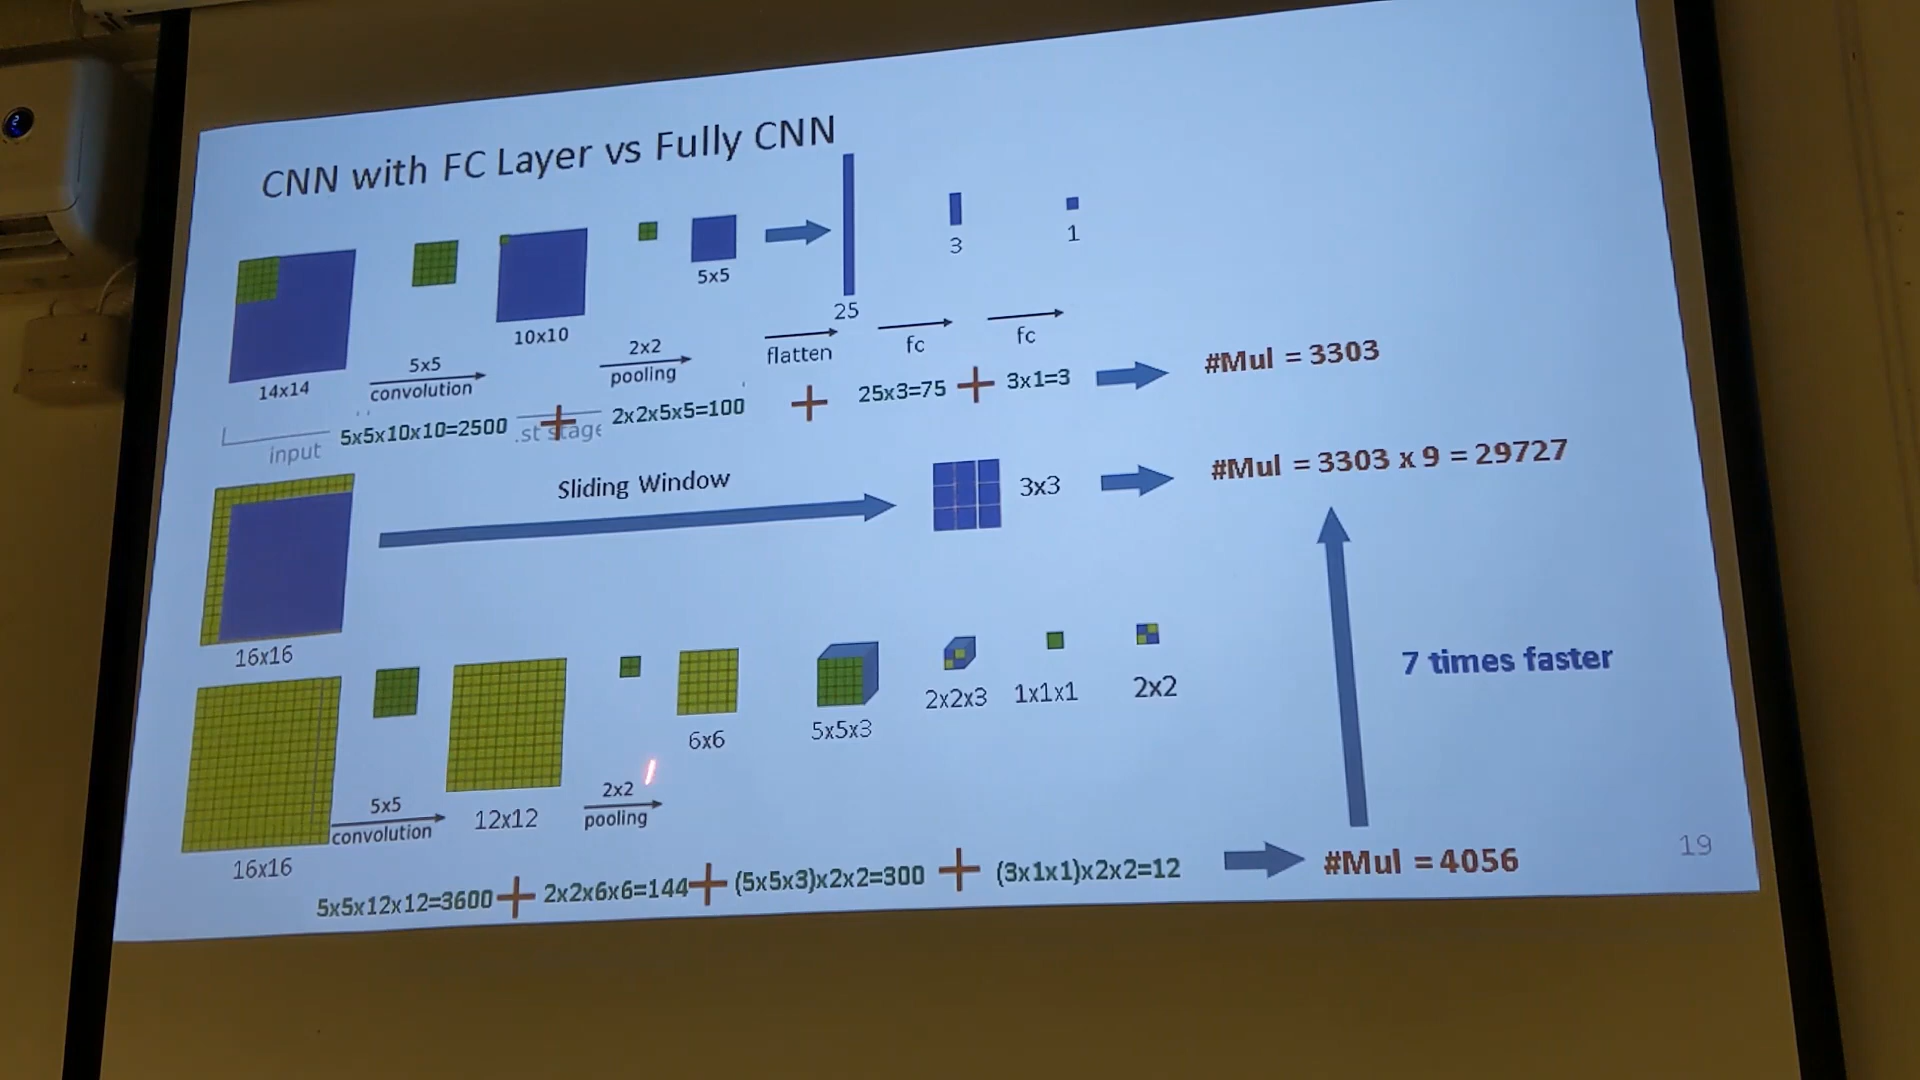 CNN with FC Layer vs Fully CNN
14x14
5x5
convolution
10x10
2x2
pooling
5x5
flatten
25
fc
3
fc
1
input
5x5x10x10=2500
.st stage
2x2x5x5=100
25x3=75
3x1=3
#Mul = 3303
16x16
Sliding Window
3x3
#Mul = 3303 x 9 = 29727
7 times faster
16x16
5x5
convolution
12x12
2x2
pooling
6x6
5x5x3
2x2x3
1x1x1
2x2
5x5x12x12=3600 + 2x2x6x6=144 + (5x5x3)x2x2=300 + (3x1x1)x2x2=12
#Mul = 4056
19